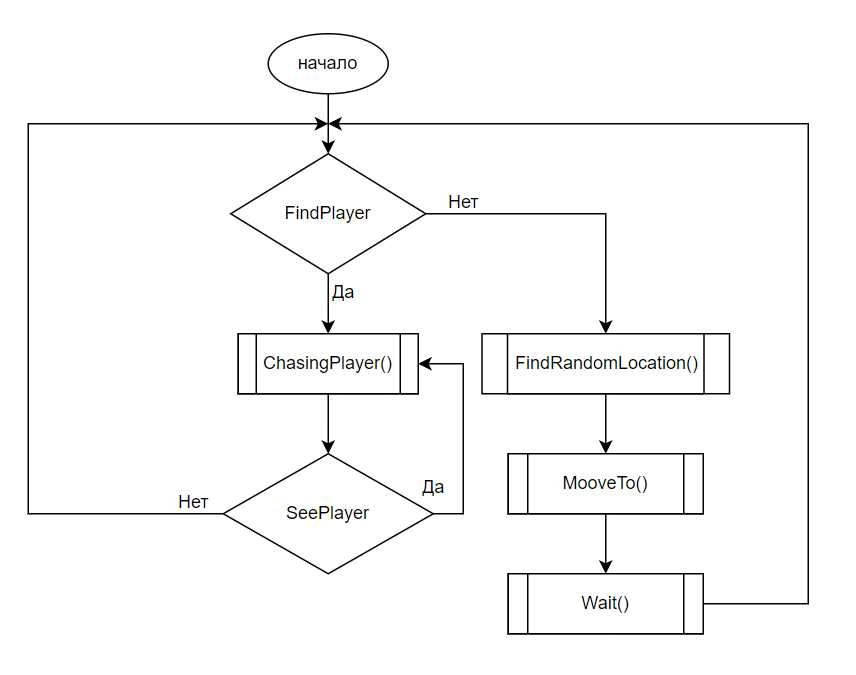 начало
FindPlayer
Нет
Да
ChasingPlayer()
FindRandomLocation()
MooveTo()
Да
Нет
SeePlayer
Wait()